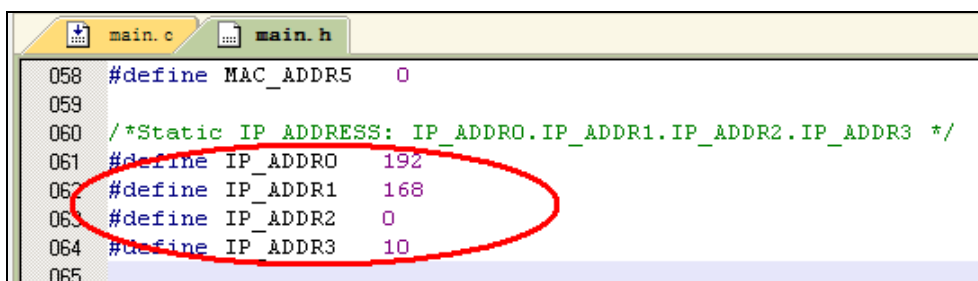 main.c main.h
058 #define MAC_ADDR5 0
059
060 /*Static IP ADDRESS: IP_ADDR0.IP_ADDR1.IP_ADDR2.IP_ADDR3 */
061 #define IP_ADDR0 192
062 #define IP_ADDR1 168
063 #define IP_ADDR2 0
064 #define IP_ADDR3 10
065